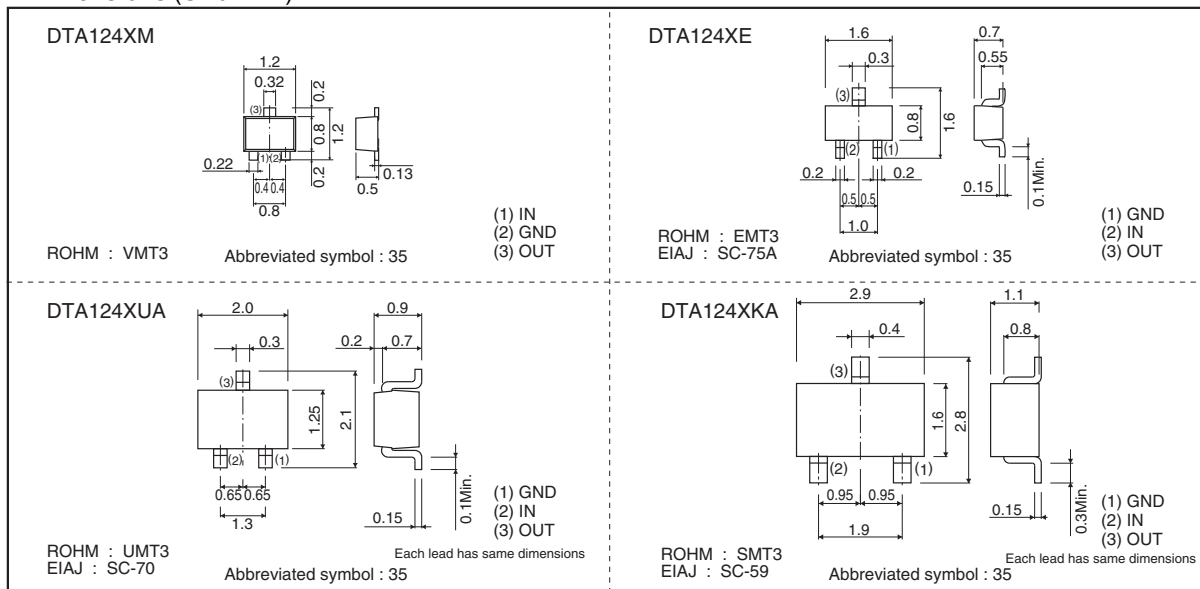 DTA124XM
1.2
0.32
0.2
(3)
0.8
1.2
0.22
(1)
(2)
0.2
0.4
0.4
0.8
0.13
0.5
(1) IN
(2) GND
(3) OUT
ROHM : VMT3
Abbreviated symbol : 35
DTA124XE
1.6
0.3
0.7
0.55
(3)
0.8
1.6
(2)
(1)
0.2
0.2
0.5
0.5
1.0
0.15
0.1Min.
(1) GND
(2) IN
(3) OUT
ROHM : EMT3
EIAJ : SC-75A
Abbreviated symbol : 35
DTA124XUA
2.0
0.3
0.9
0.2
0.7
(3)
1.25
2.1
(2)
(1)
0.65
0.65
1.3
0.15
0.1Min.
(1) GND
(2) IN
(3) OUT
Each lead has same dimensions
ROHM : UMT3
EIAJ : SC-70
Abbreviated symbol : 35
DTA124XKA
2.9
0.4
1.1
0.8
(3)
1.6
2.8
(2)
(1)
0.95
0.95
1.9
0.15
0.3Min.
(1) GND
(2) IN
(3) OUT
Each lead has same dimensions
ROHM : SMT3
EIAJ : SC-59
Abbreviated symbol : 35